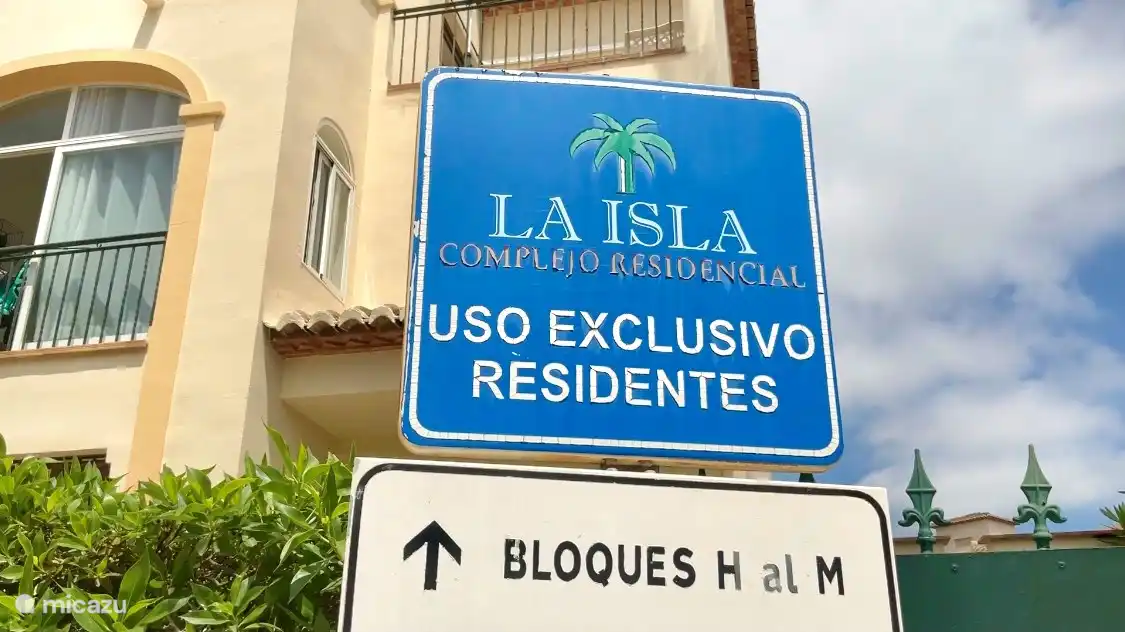 LA ISLA
COMPLEJO RESIDENCIAL
USO EXCLUSIVO
RESIDENTES
BLOQUES H al M
micazu